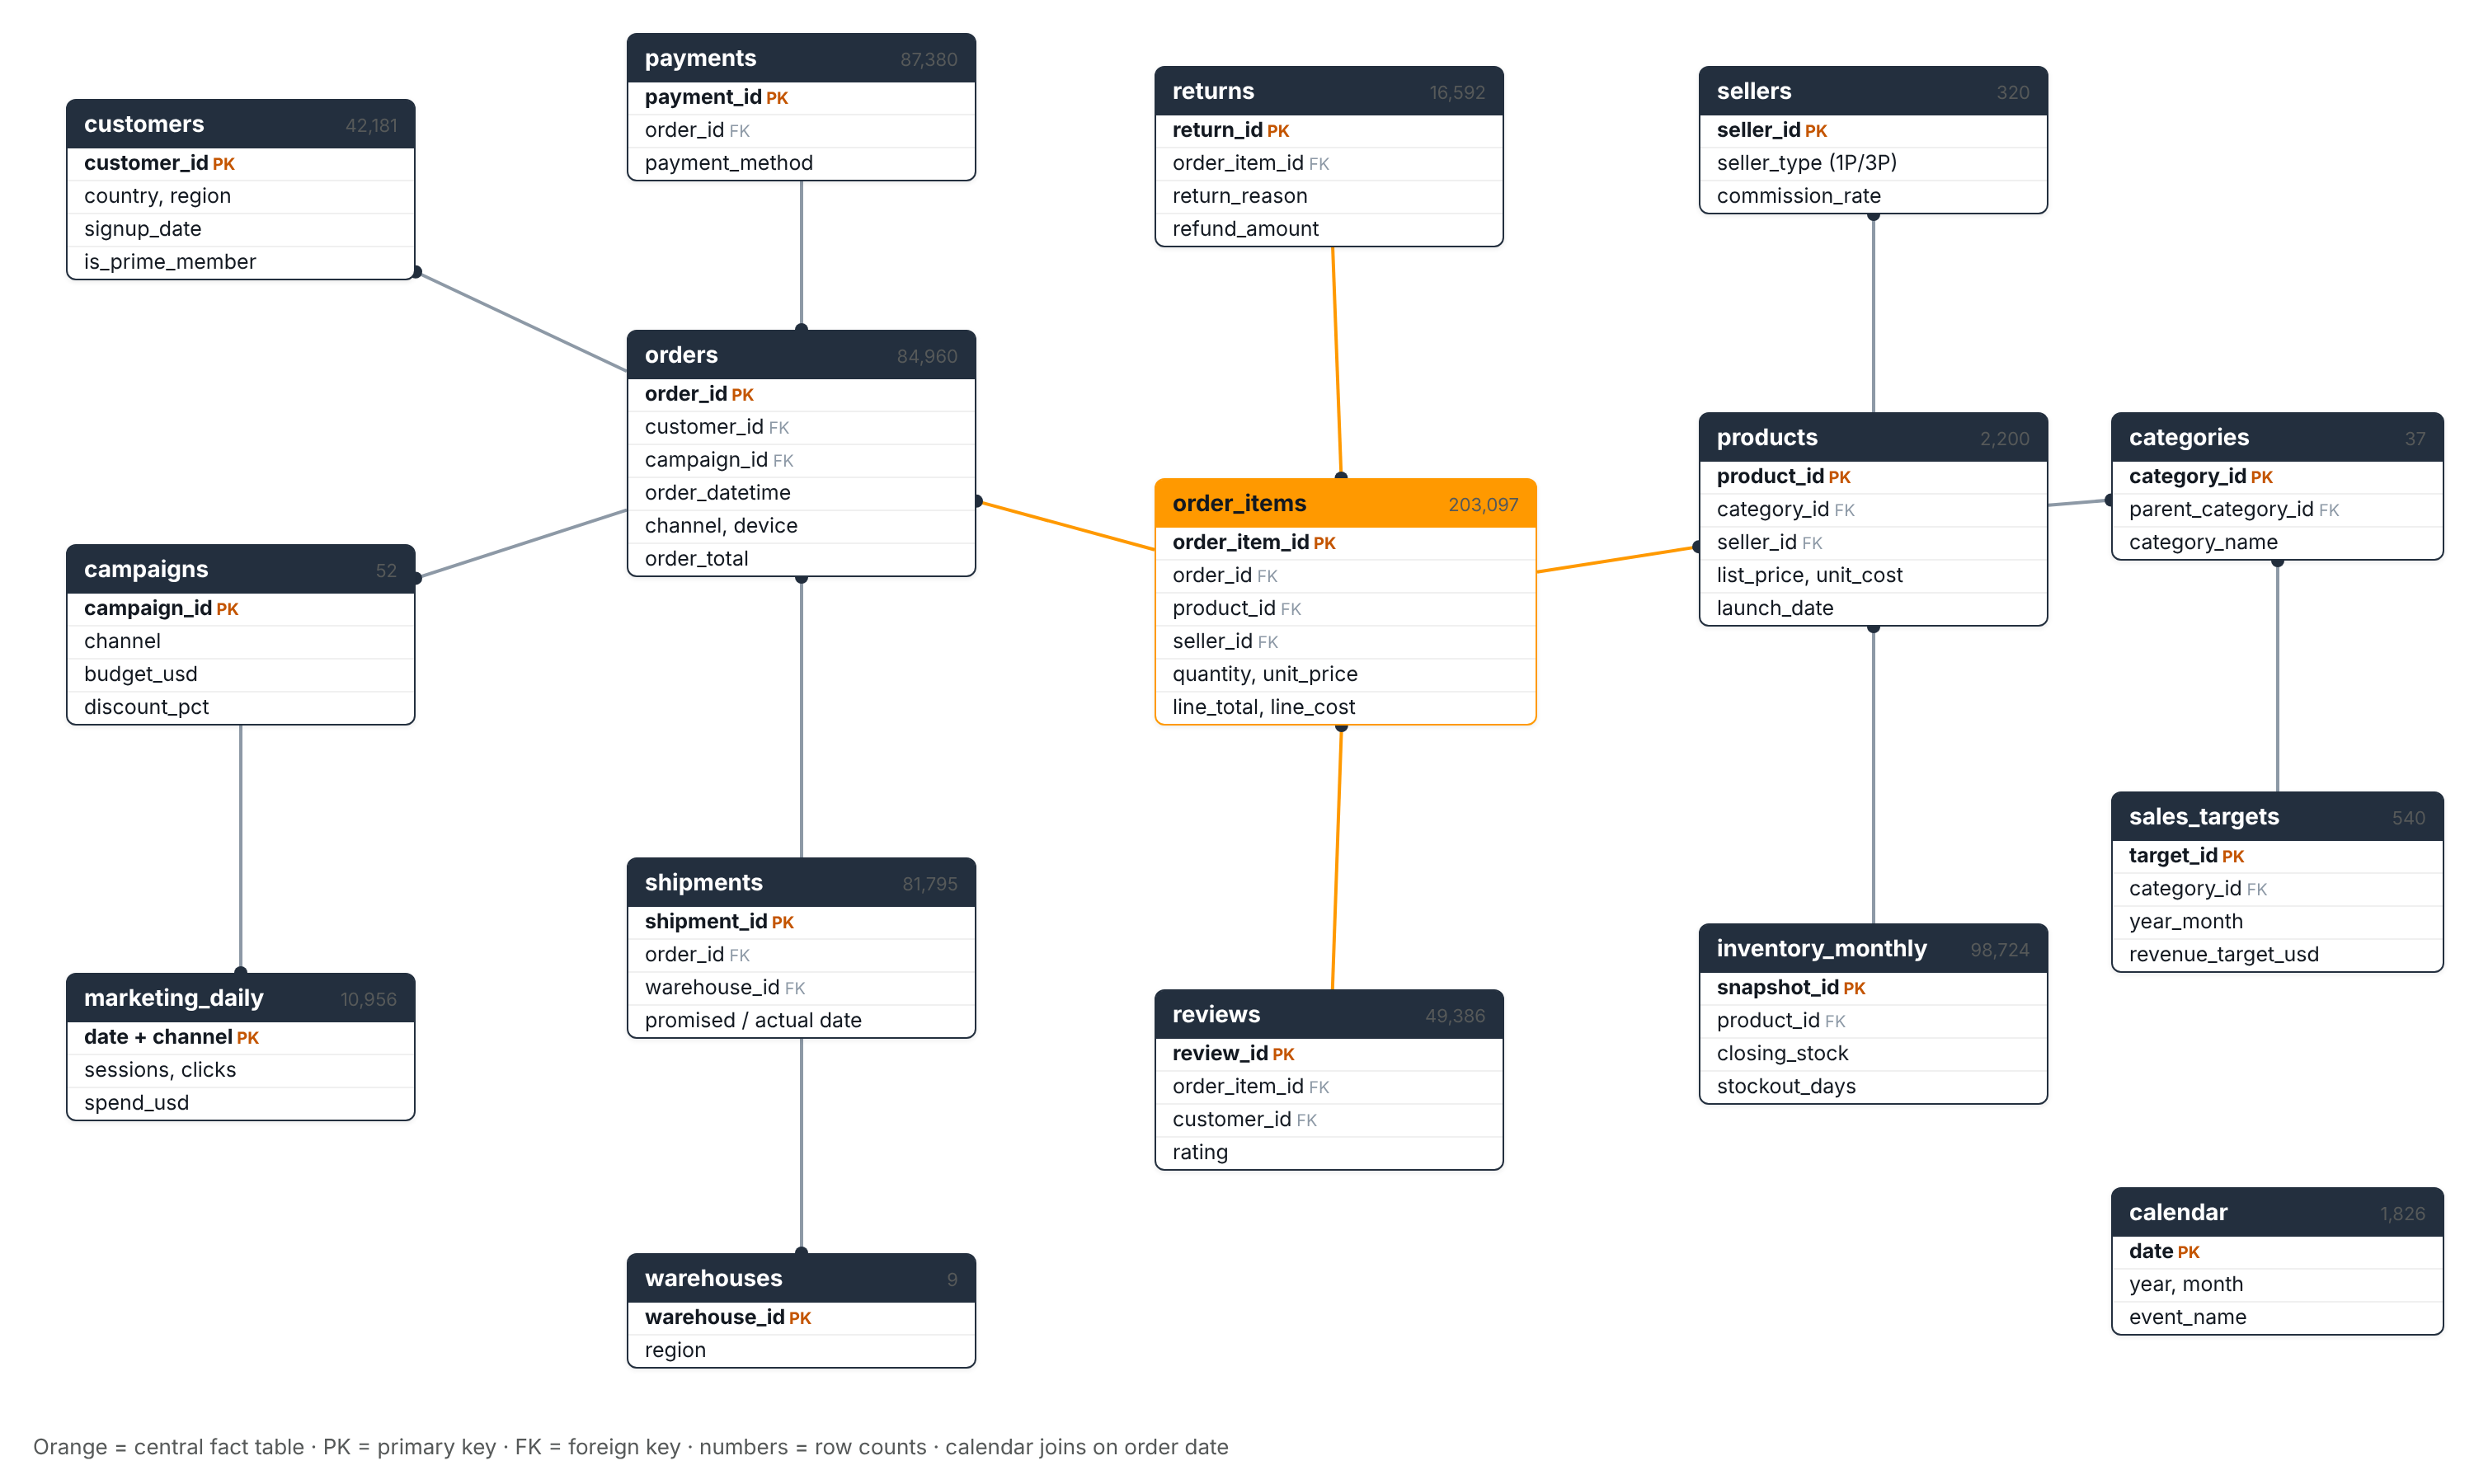 payments 87,380
payment_id PK
order_id FK
payment_method
customers 42,181
customer_id PK
country, region
signup_date
is_prime_member
returns 16,592
return_id PK
order_item_id FK
return_reason
refund_amount
sellers 320
seller_id PK
seller_type (1P/3P)
commission_rate
orders 84,960
order_id PK
customer_id FK
campaign_id FK
order_datetime
channel, device
order_total
order_items 203,097
order_item_id PK
order_id FK
product_id FK
seller_id FK
quantity, unit_price
line_total, line_cost
products 2,200
product_id PK
category_id FK
seller_id FK
list_price, unit_cost
launch_date
categories 37
category_id PK
parent_category_id FK
category_name
campaigns 52
campaign_id PK
channel
budget_usd
discount_pct
marketing_daily 10,956
date + channel PK
sessions, clicks
spend_usd
shipments 81,795
shipment_id PK
order_id FK
warehouse_id FK
promised / actual date
reviews 49,386
review_id PK
order_item_id FK
customer_id FK
rating
inventory_monthly 98,724
snapshot_id PK
product_id FK
closing_stock
stockout_days
sales_targets 540
target_id PK
category_id FK
year_month
revenue_target_usd
warehouses 9
warehouse_id PK
region
calendar 1,826
date PK
year, month
event_name
Orange = central fact table · PK = primary key · FK = foreign key · numbers = row counts · calendar joins on order date